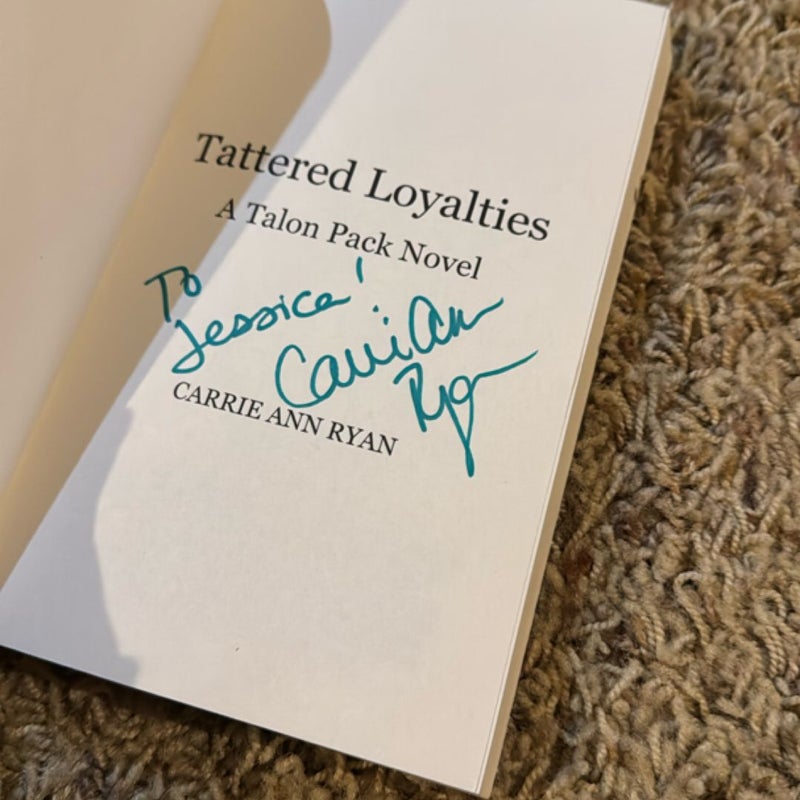 Tattered Loyalties
A Talon Pack Novel
To
Jessica!
Carrie Ann
Ryan
CARRIE ANN RYAN